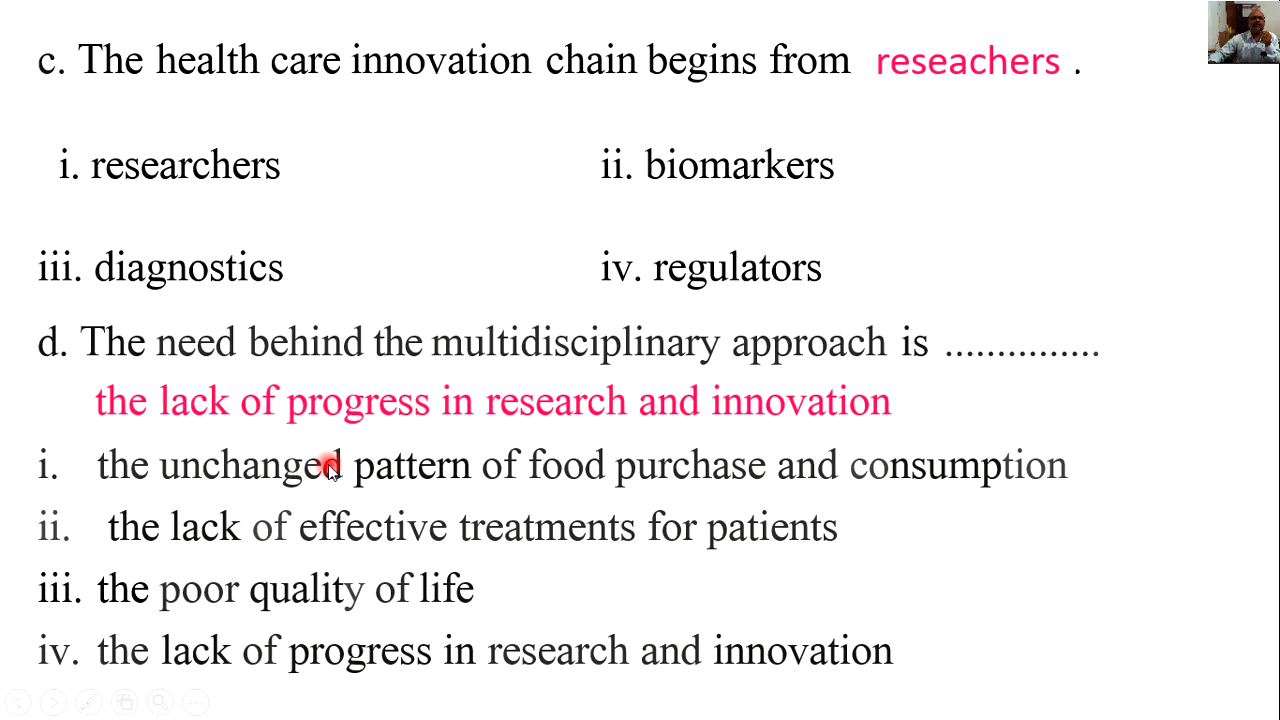 c. The health care innovation chain begins from reseachers .
i. researchers ii. biomarkers
iii. diagnostics iv. regulators
d. The need behind the multidisciplinary approach is ...............
the lack of progress in research and innovation
i. the unchanged pattern of food purchase and consumption
ii. the lack of effective treatments for patients
iii. the poor quality of life
iv. the lack of progress in research and innovation